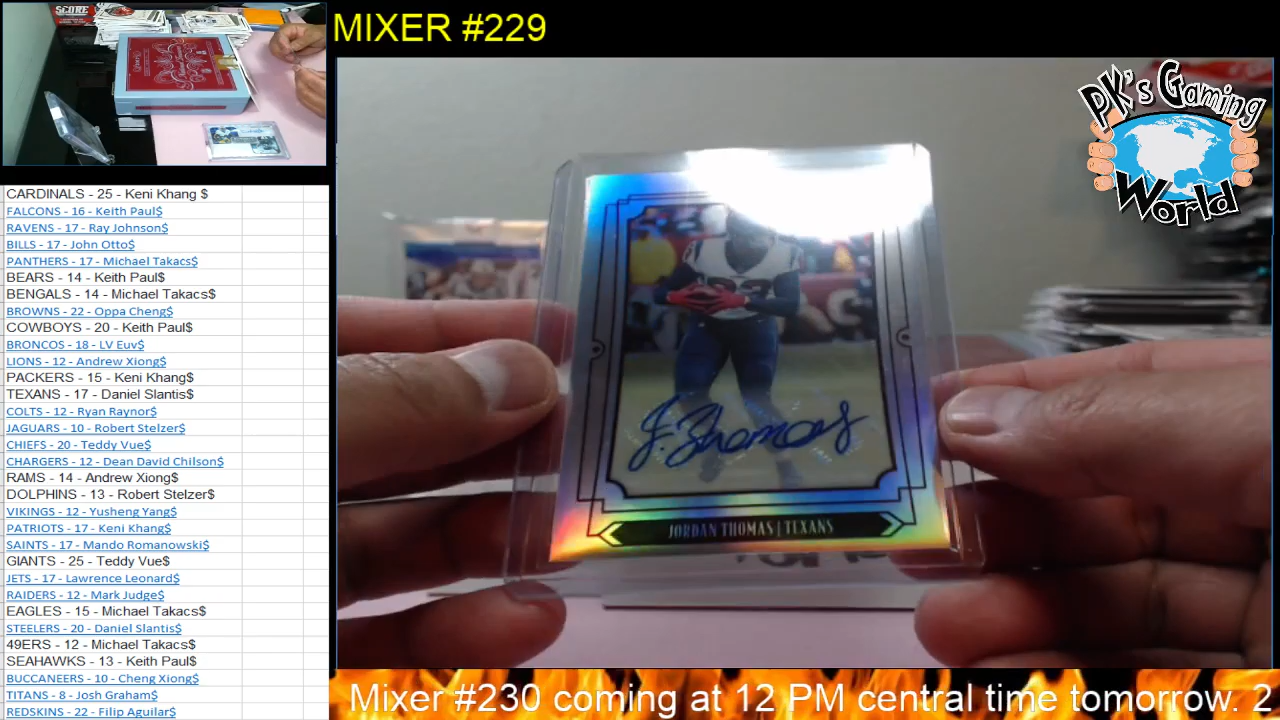 MIXER #229
SCORE
PK's Gaming
World
CARDINALS - 25 - Keni Khang $
FALCONS - 16 - Keith Paul$
RAVENS - 17 - Ray Johnson$
BILLS - 17 - John Otto$
PANTHERS - 17 - Michael Takacs$
BEARS - 14 - Keith Paul$
BENGALS - 14 - Michael Takacs$
BROWNS - 22 - Oppa Cheng$
COWBOYS - 20 - Keith Paul$
BRONCOS - 18 - LV Euv$
LIONS - 12 - Andrew Xiong$
PACKERS - 15 - Keni Khang$
TEXANS - 17 - Daniel Slantis$
COLTS - 12 - Ryan Raynor$
JAGUARS - 10 - Robert Stelzer$
CHIEFS - 20 - Teddy Vue$
CHARGERS - 12 - Dean David Chilson$
RAMS - 14 - Andrew Xiong$
DOLPHINS - 13 - Robert Stelzer$
VIKINGS - 12 - Yusheng Yang$
PATRIOTS - 17 - Keni Khang$
SAINTS - 17 - Mando Romanowski$
GIANTS - 25 - Teddy Vue$
JETS - 17 - Lawrence Leonard$
RAIDERS - 12 - Mark Judge$
EAGLES - 15 - Michael Takacs$
STEELERS - 20 - Daniel Slantis$
49ERS - 12 - Michael Takacs$
SEAHAWKS - 13 - Keith Paul$
BUCCANEERS - 10 - Cheng Xiong$
TITANS - 8 - Josh Graham$
REDSKINS - 22 - Filip Aguilar$
J. Thomas
JORDAN THOMAS | TEXANS
Mixer #230 coming at 12 PM central time tomorrow. 2